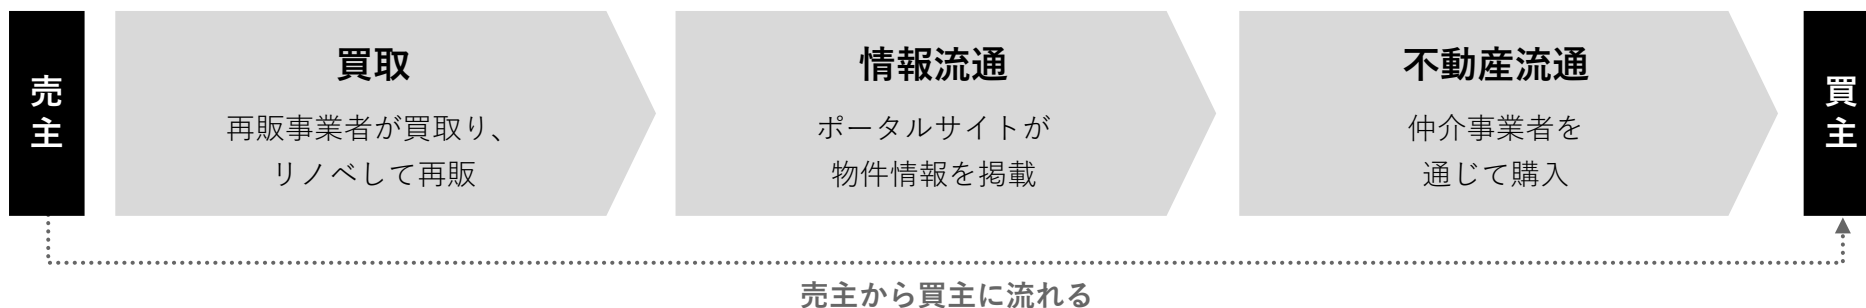 売主
買取
再販事業者が買取り、
リノベして再販
情報流通
ポータルサイトが
物件情報を掲載
不動産流通
仲介事業者を
通じて購入
買主
売主から買主に流れる